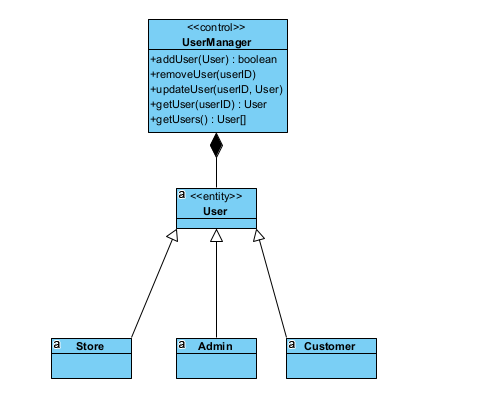 <<control>>
UserManager
+addUser(User) : boolean
+removeUser(userID)
+updateUser(userID, User)
+getUser(userID) : User
+getUsers() : User[]
a <<entity>>
User
a Store
a Admin
a Customer